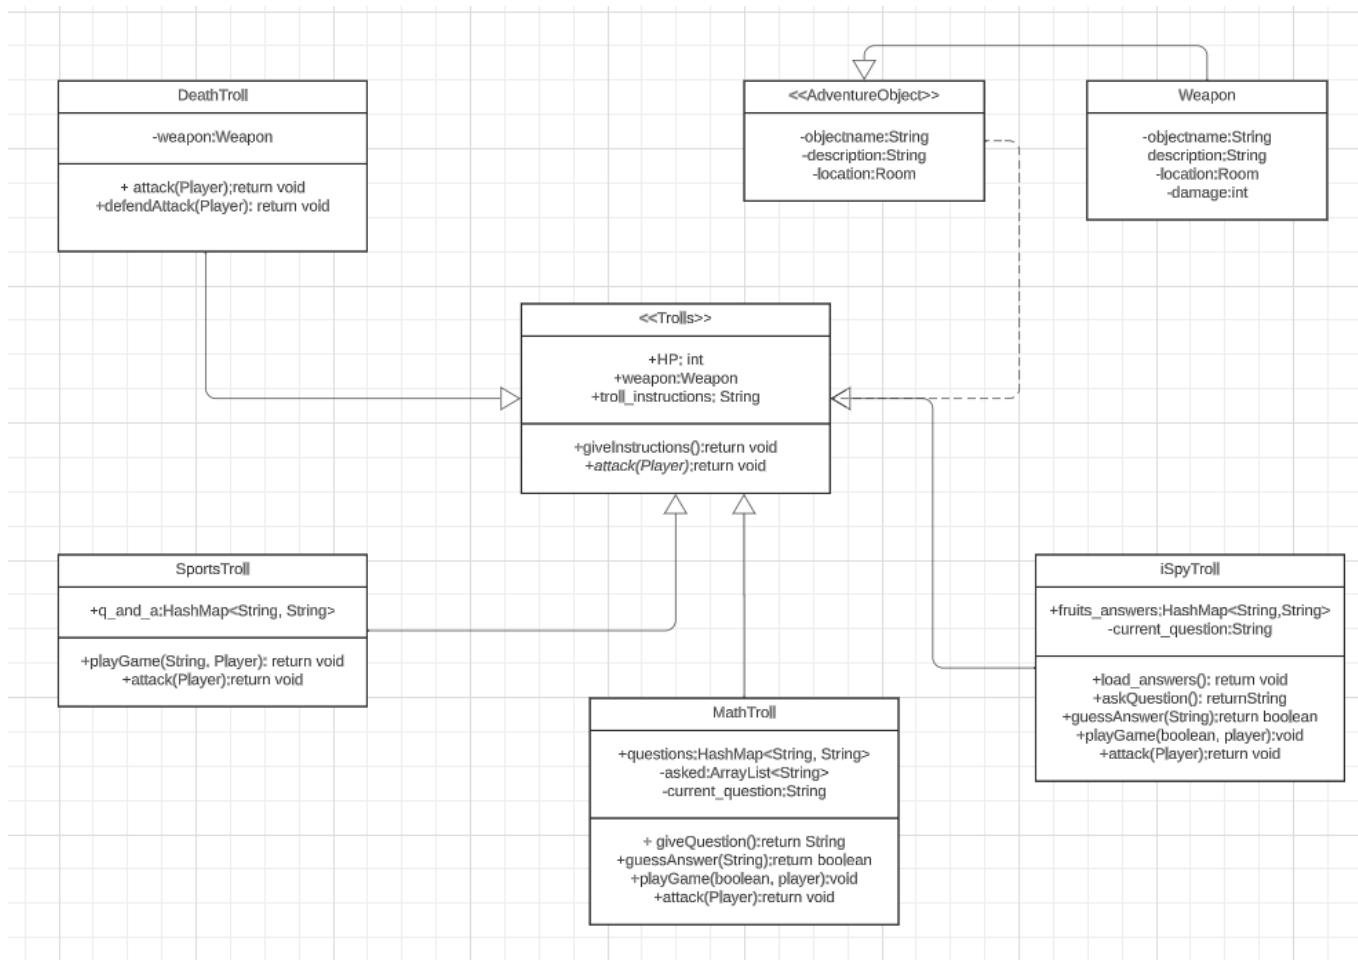 DeathTroll
-weapon:Weapon
+ attack(Player);return void
+defendAttack(Player): return void
<<AdventureObject>>
-objectname:String
-description:String
-location:Room
Weapon
-objectname:String
description;String
-location:Room
-damage:int
<<Trolls>>
+HP; int
+weapon:Weapon
+troll_instructions; String
+giveInstructions():return void
+attack(Player);return void
SportsTroll
+q_and_a:HashMap<String, String>
+playGame(String, Player): return void
+attack(Player);return void
MathTroll
+questions:HashMap<String, String>
-asked:ArrayList<String>
-current_question;String
+ giveQuestion():return String
+guessAnswer(String);return boolean
+playGame(boolean, player):void
+attack(Player):return void
iSpyTroll
+fruits_answers;HashMap<String,String>
-current_question:String
+load_answers(): return void
+askQuestion(): returnString
+guessAnswer(String);return boolean
+playGame(boolean, player):void
+attack(Player);return void